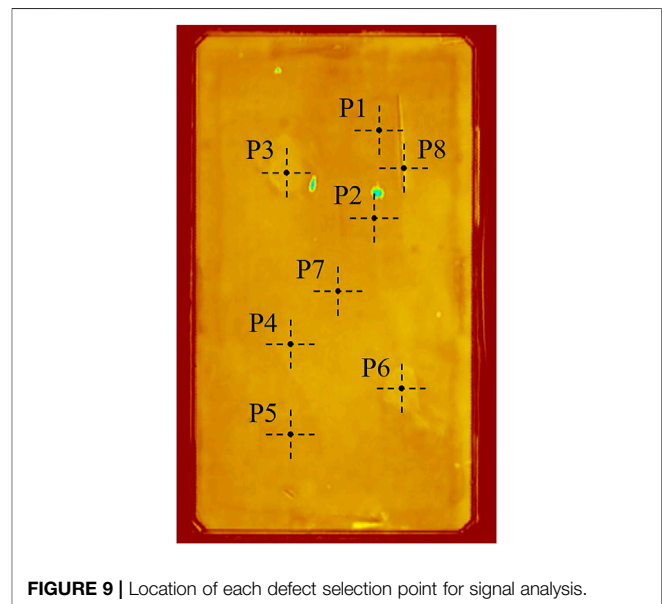 P1
P8
P3
P2
P7
P4
P6
P5
FIGURE 9 | Location of each defect selection point for signal analysis.